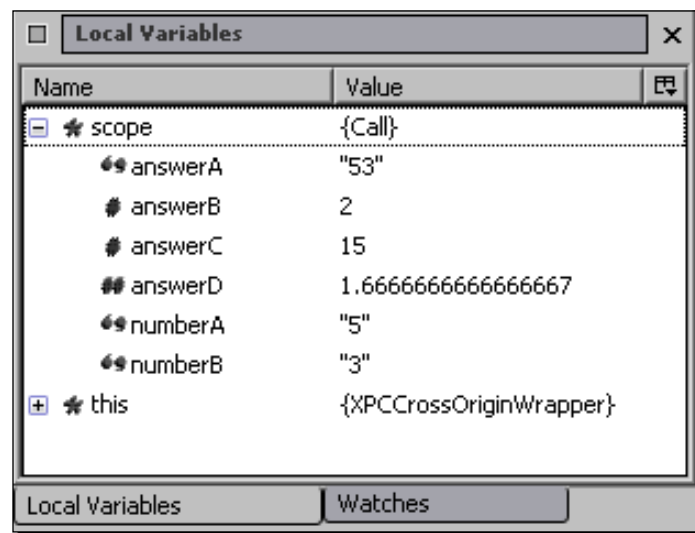 Local Variables
Name Value
scope {Call}
answerA "53"
answerB 2
answerC 15
answerD 1.6666666666666667
numberA "5"
numberB "3"
this {XPCCrossOriginWrapper}
Local Variables Watches